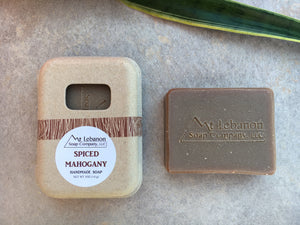 Mt Lebanon
Soap Company, LLC
SPICED
MAHOGANY
HANDMADE SOAP
Mt Lebanon
Soap Company, LLC